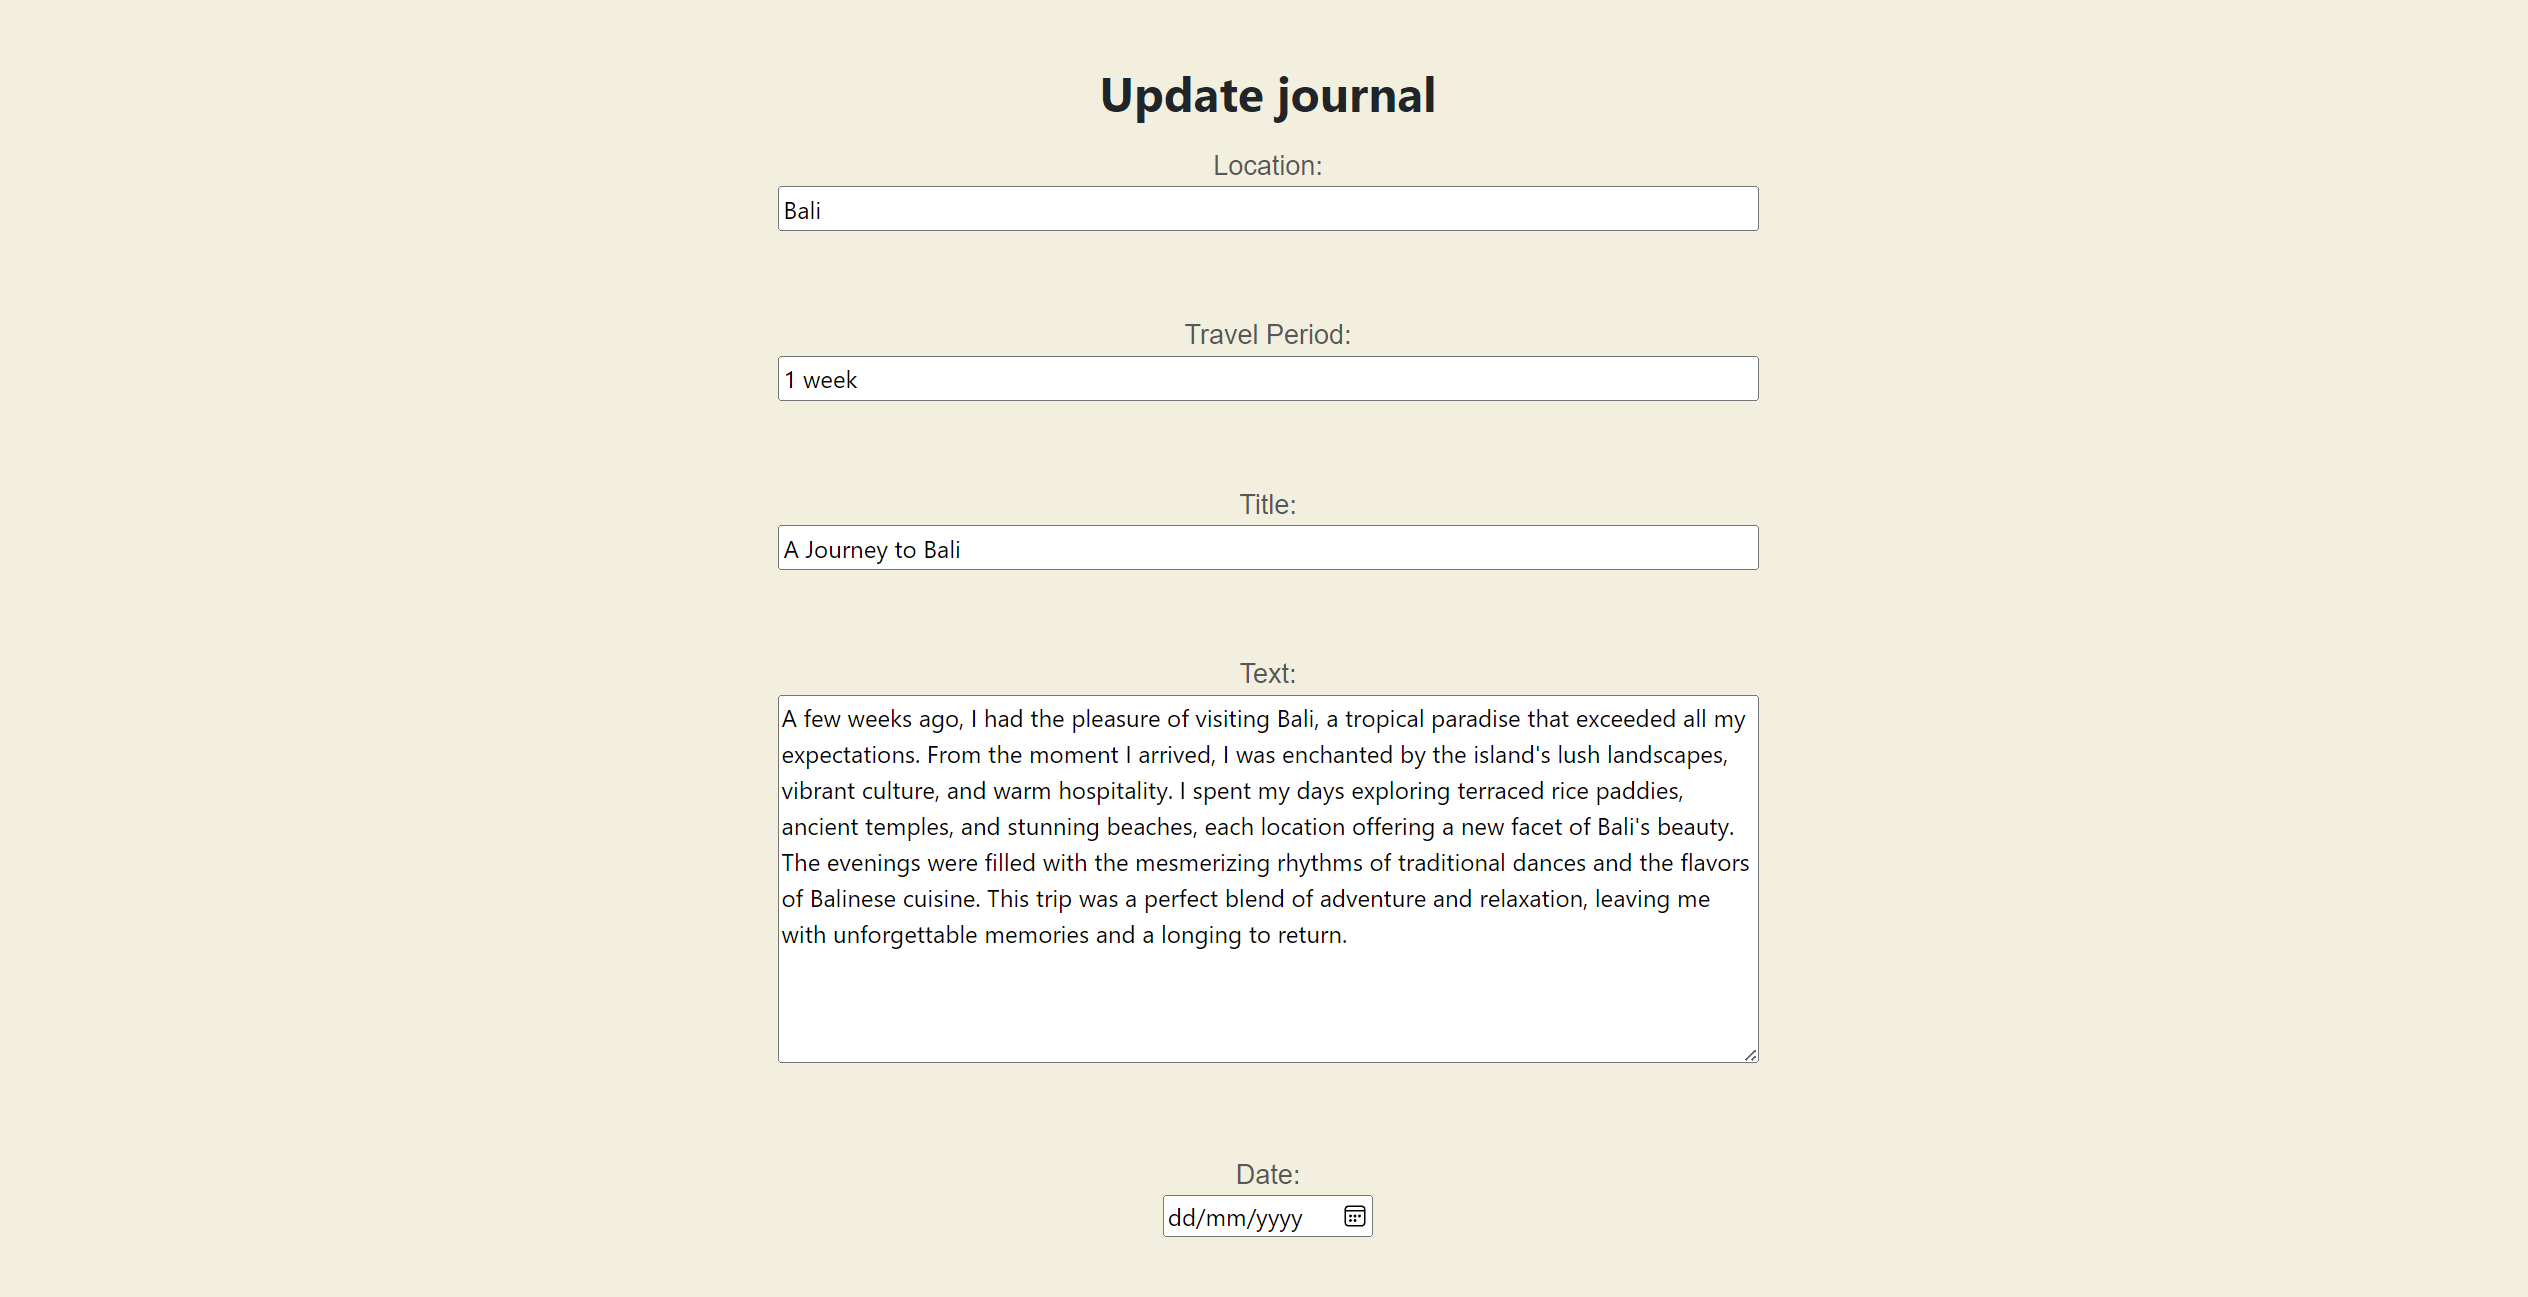 Update journal
Location:
Bali
Travel Period:
1 week
Title:
A Journey to Bali
Text:
A few weeks ago, I had the pleasure of visiting Bali, a tropical paradise that exceeded all my
expectations. From the moment I arrived, I was enchanted by the island's lush landscapes,
vibrant culture, and warm hospitality. I spent my days exploring terraced rice paddies,
ancient temples, and stunning beaches, each location offering a new facet of Bali's beauty.
The evenings were filled with the mesmerizing rhythms of traditional dances and the flavors
of Balinese cuisine. This trip was a perfect blend of adventure and relaxation, leaving me
with unforgettable memories and a longing to return.
Date:
dd/mm/yyyy